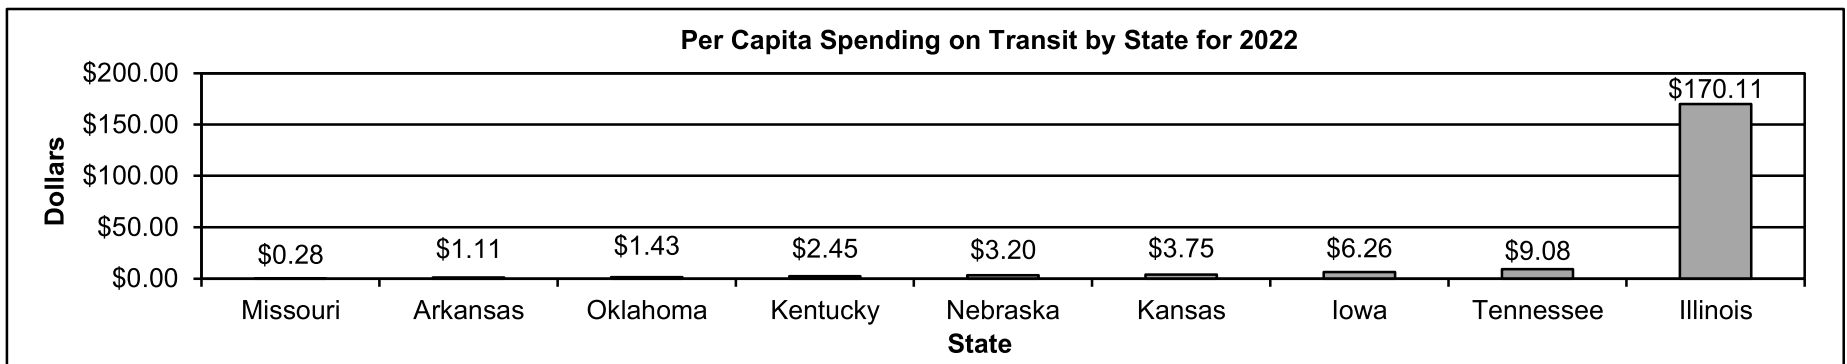 Per Capita Spending on Transit by State for 2022
$200.00
$150.00
$100.00
$50.00
$0.00
Dollars
$0.28 $1.11 $1.43 $2.45 $3.20 $3.75 $6.26 $9.08 $170.11
Missouri Arkansas Oklahoma Kentucky Nebraska Kansas Iowa Tennessee Illinois
State